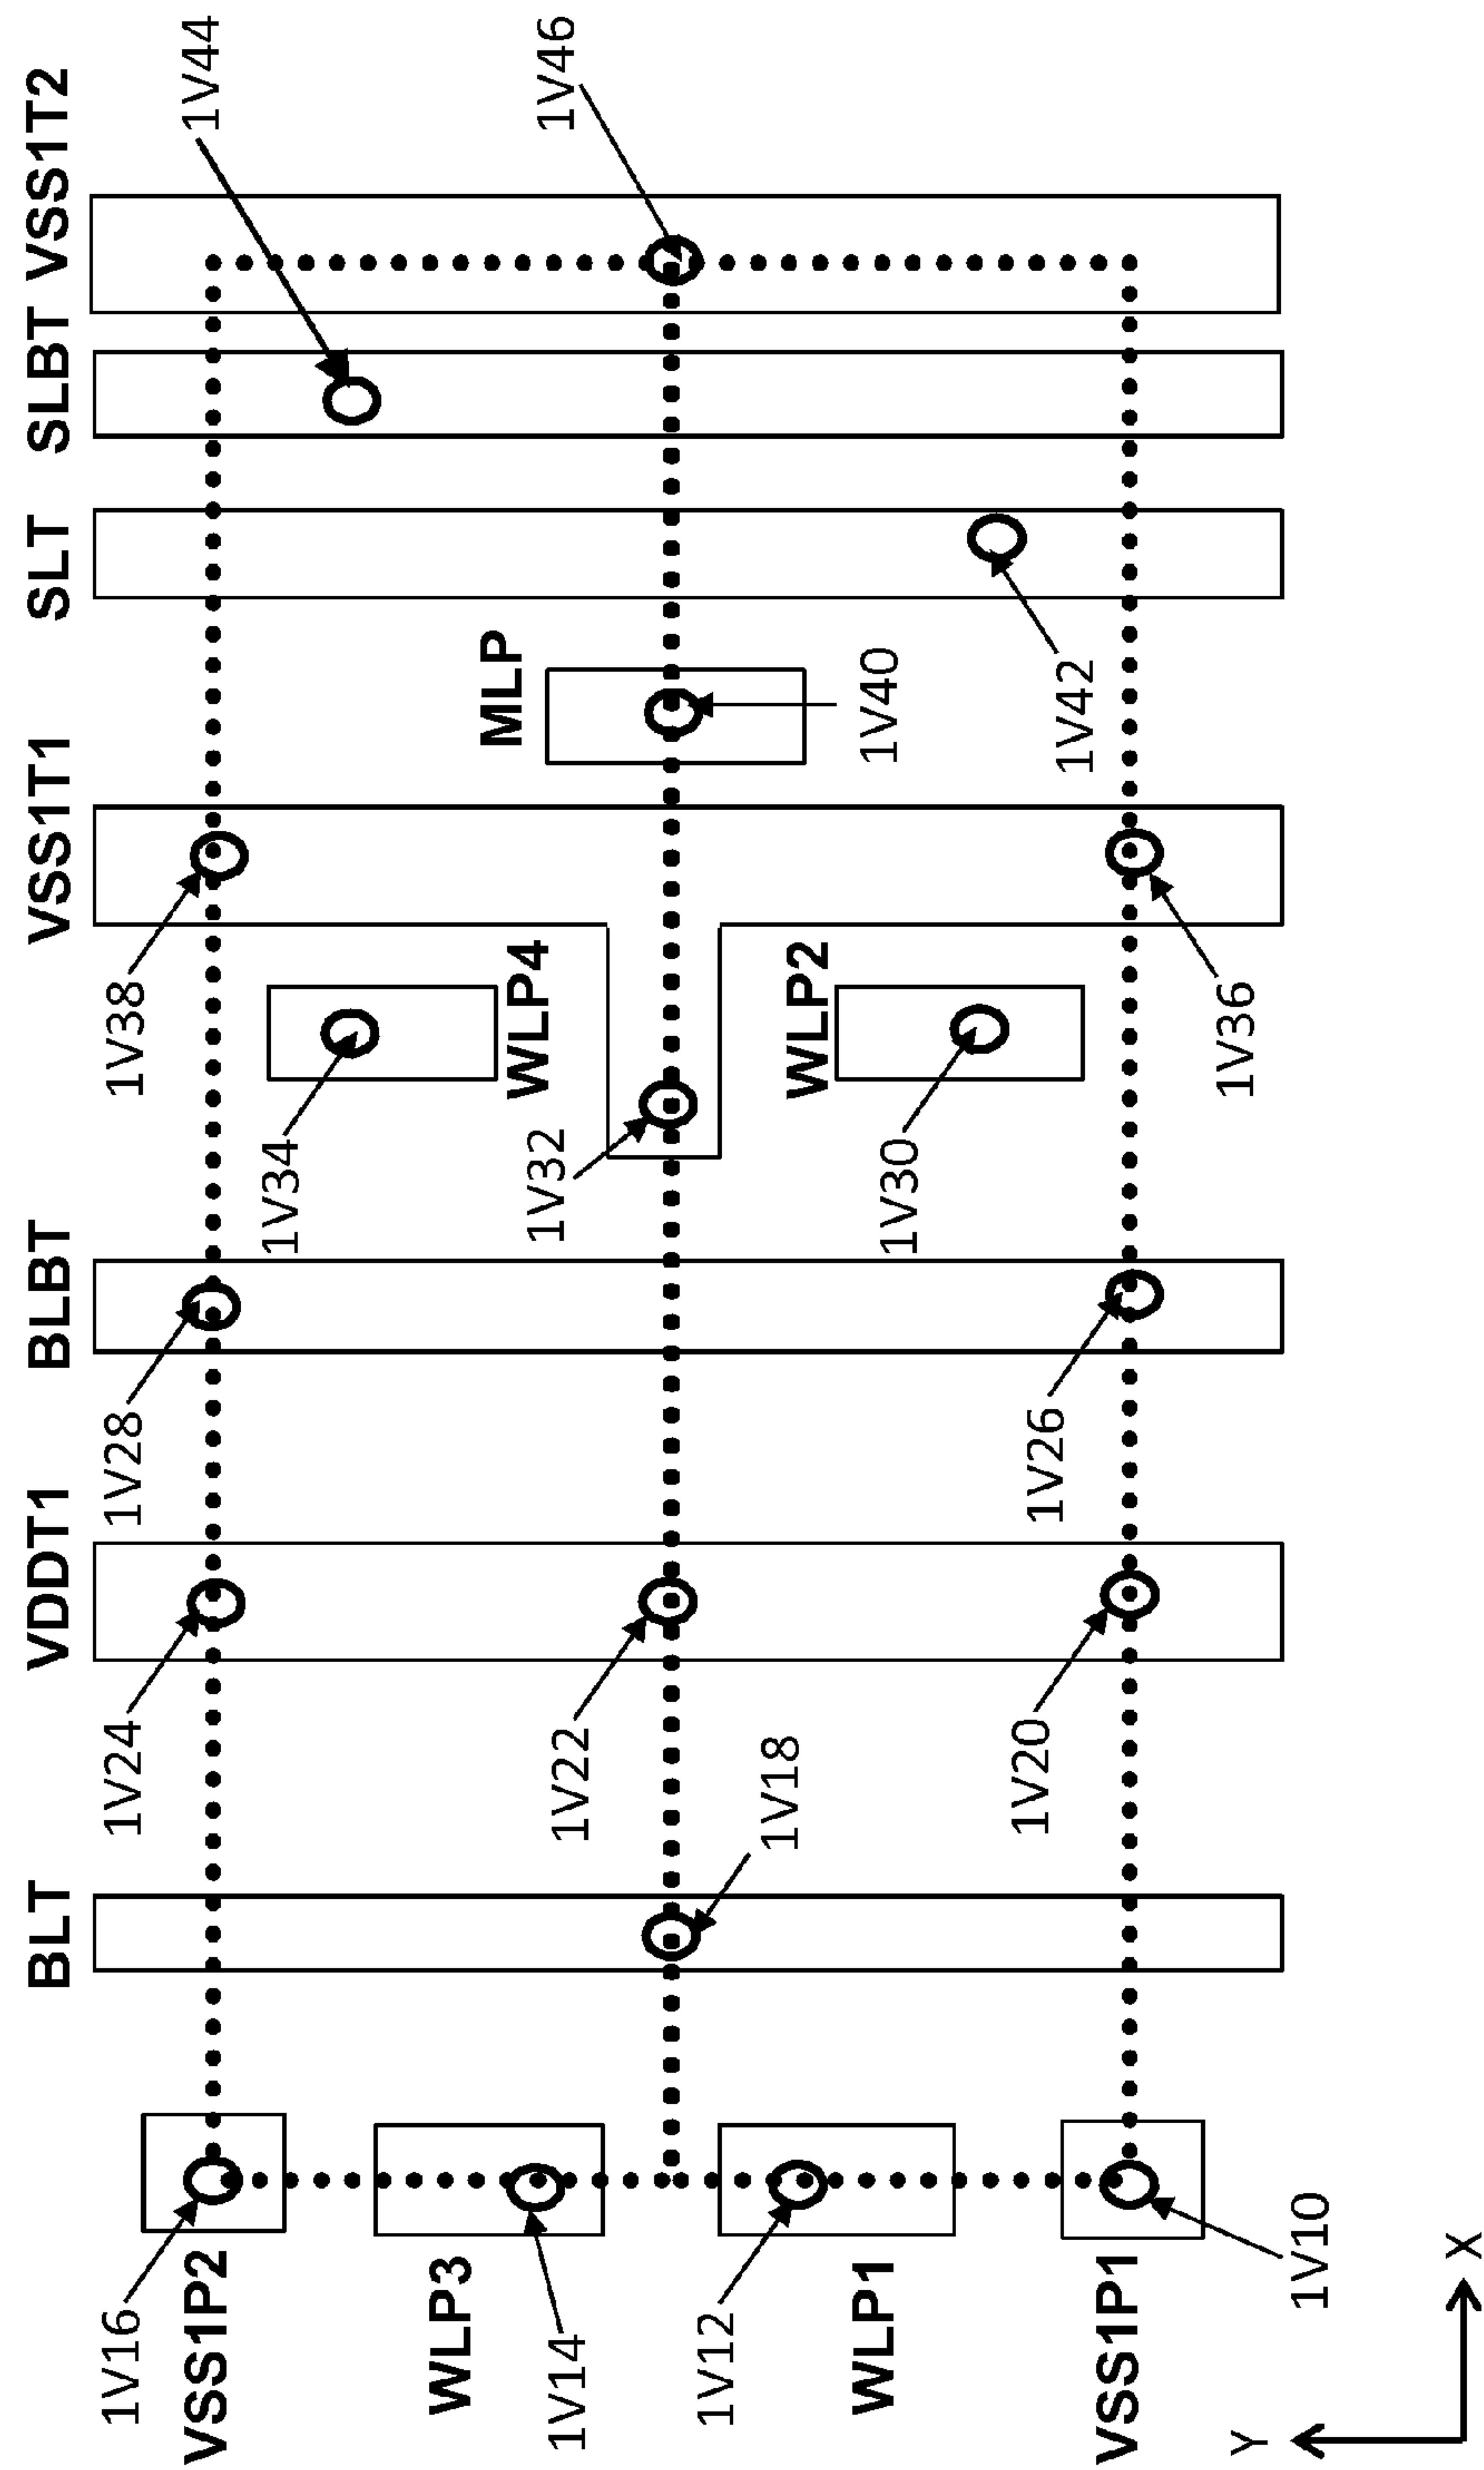 BLT VDDT1 BLBT VSS1T1 SLT SLBT VSS1T2
1V16
1V24
1V28
1V38
1V44
VSS1P2
1V34
WLP3
1V14
1V22
1V32
WLP4
MLP
1V46
1V12
1V18
WLP2
WLP1
1V30
1V40
1V20
1V26
1V42
VSS1P1
1V10
1V36
Y
X